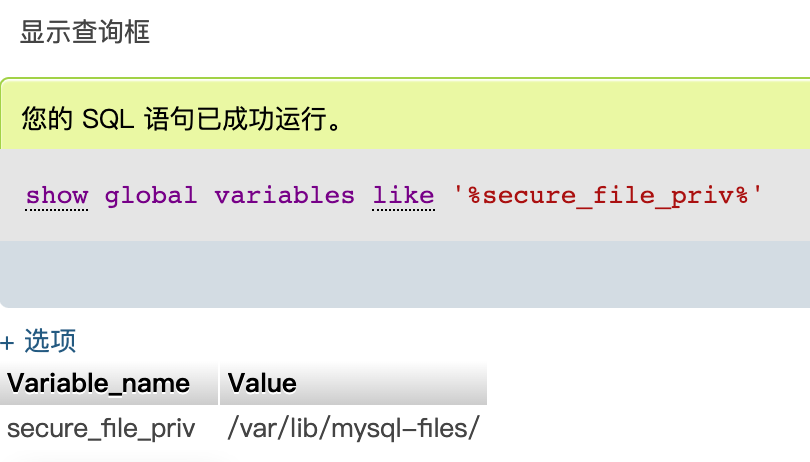 显示查询框
您的 SQL 语句已成功运行。
show global variables like '%secure_file_priv%'
+ 选项
Variable_name Value
secure_file_priv /var/lib/mysql-files/